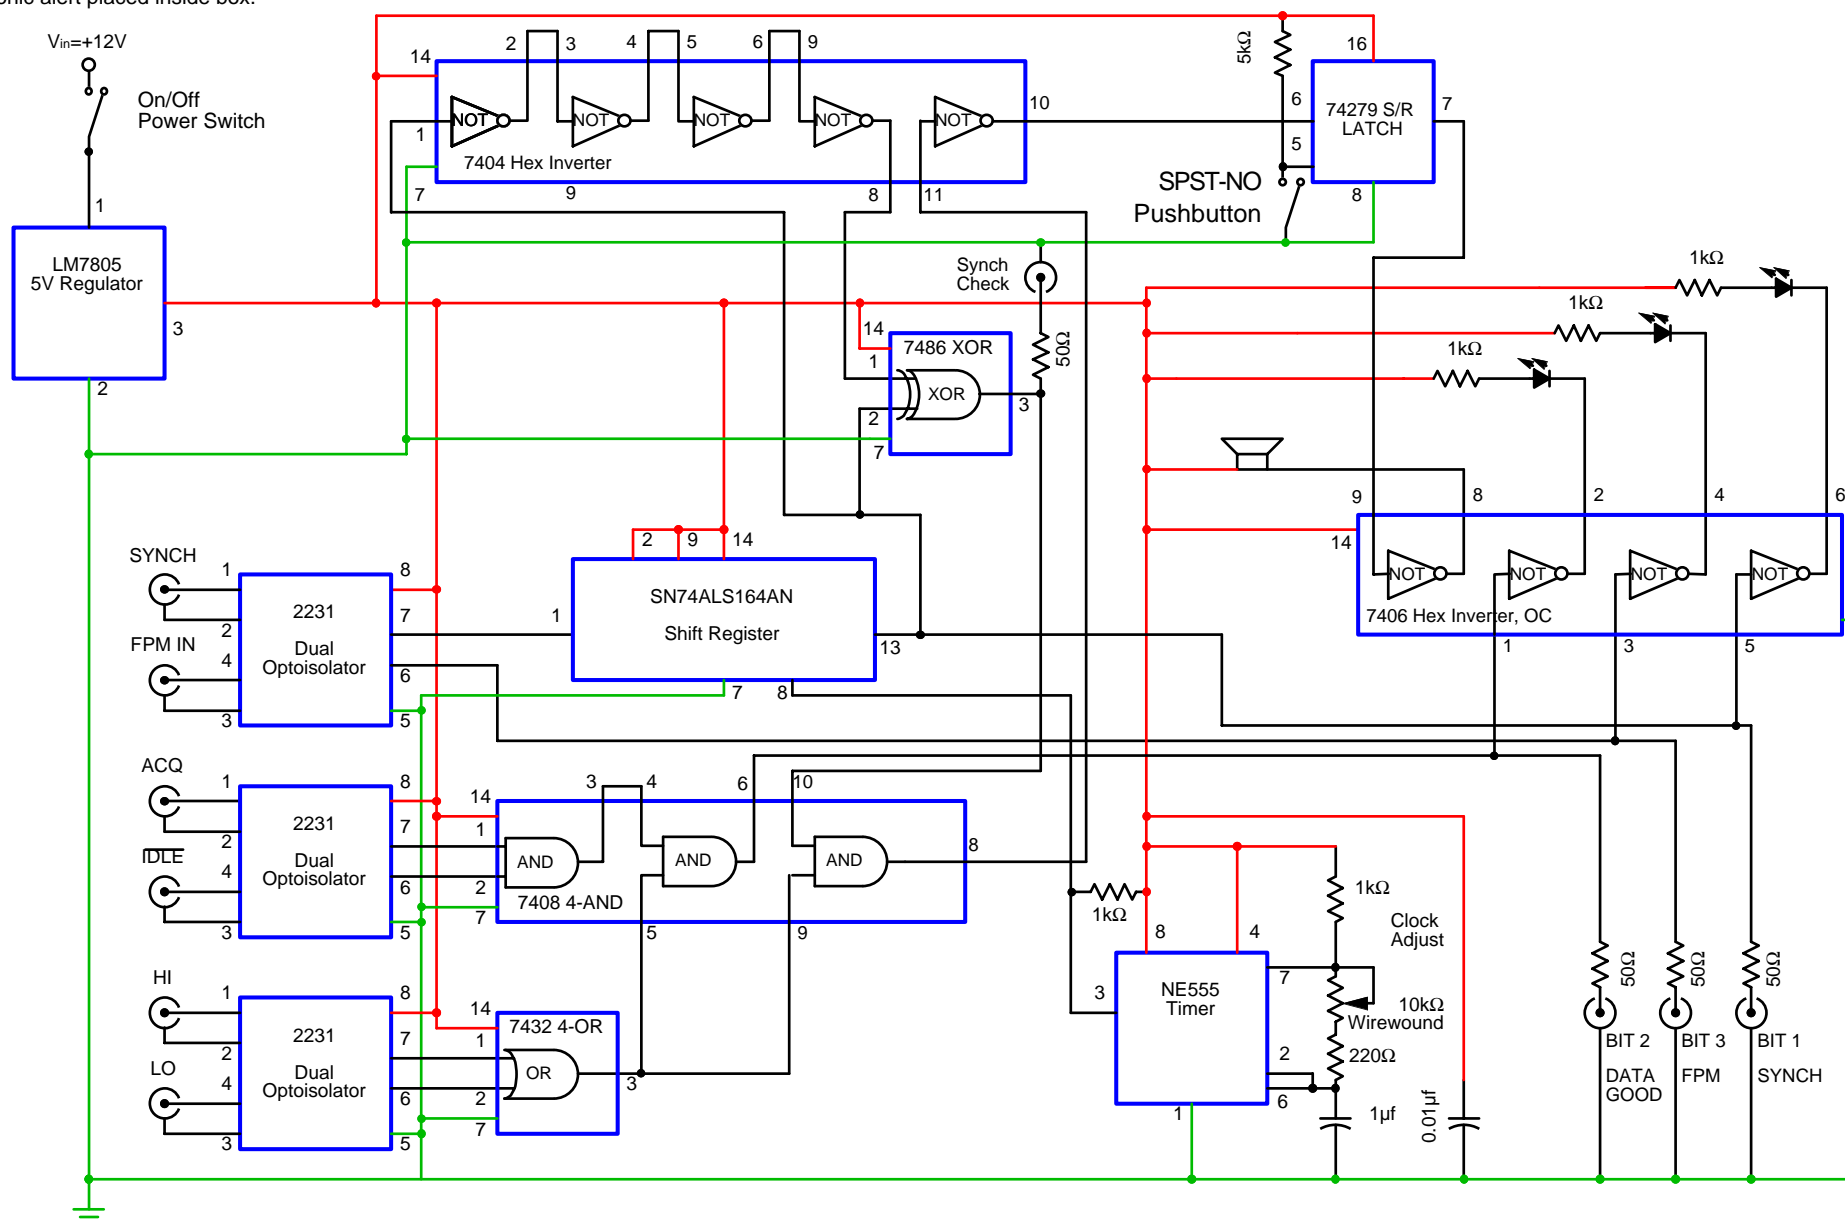 onic alert placed inside box.
Vin=+12V
On/Off
Power Switch
1
LM7805
5V Regulator
3
2
14
2
3
4
5
6
9
10
1
NOT
NOT
NOT
NOT
NOT
7404 Hex Inverter
7
9
8
11
5kΩ
16
6
5
74279 S/R
LATCH
7
8
SPST-NO
Pushbutton
Synch
Check
50Ω
14
1
7486 XOR
XOR
2
3
7
1kΩ
1kΩ
1kΩ
9
8
2
4
6
14
NOT
NOT
NOT
NOT
7406 Hex Inverter, OC
1
3
5
SYNCH
FPM IN
1
2
4
3
2231
Dual
Optoisolator
8
7
6
5
2
9
14
1
SN74ALS164AN
Shift Register
13
7
8
ACQ
IDLE
1
2
4
3
2231
Dual
Optoisolator
8
7
6
5
14
1
2
7
3
4
6
10
AND
AND
AND
7408 4-AND
8
5
9
HI
LO
1
2
4
3
2231
Dual
Optoisolator
8
7
6
5
14
1
2
7
7432 4-OR
OR
3
1kΩ
8
4
3
NE555
Timer
7
2
6
1
1kΩ
Clock
Adjust
10kΩ
Wirewound
220Ω
1µf
0.01µf
50Ω
50Ω
50Ω
BIT 2
BIT 3
BIT 1
DATA
GOOD
FPM
SYNCH